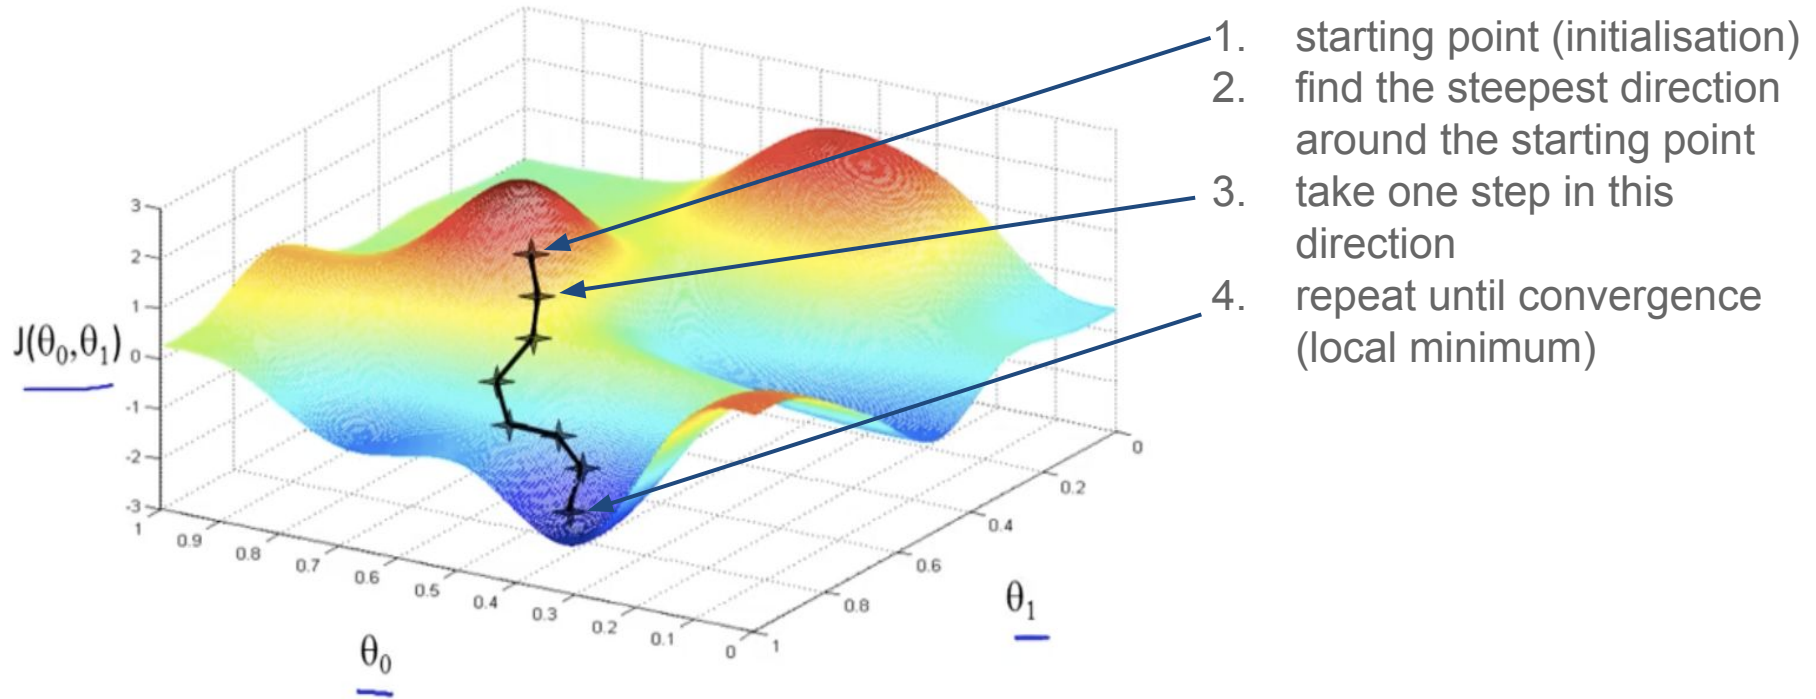 1. starting point (initialisation)
2. find the steepest direction
around the starting point
3. take one step in this
direction
4. repeat until convergence
(local minimum)
J(θ₀,θ₁)
3
2
1
0
-1
-2
-3
1
0.9
0.8
0.7
0.6
0.5
0.4
0.3
0.2
0.1
0
θ₀
0
0.2
0.4
0.6
0.8
1
θ₁